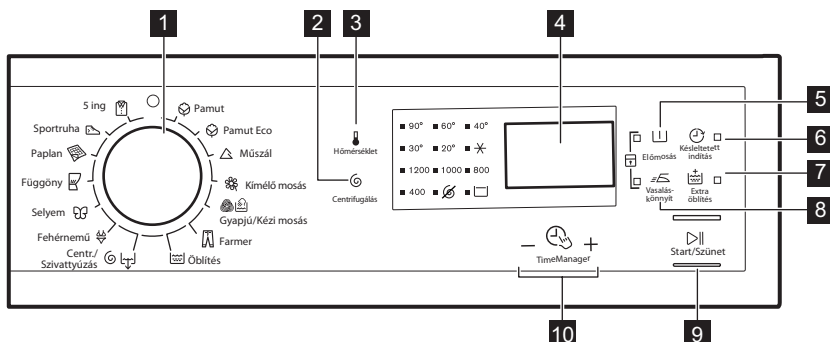 1
2
3
4
5
6
7
8
9
10
5 ing
Sportruha
Paplan
Függöny
Selyem
Fehérnemű
Centr./
Szivattyúzás
Pamut
Pamut Eco
Műszál
Kímélő mosás
Gyapjú/Kézi mosás
Farmer
Öblítés
Hőmérséklet
Centrifugálás
90° 60° 40°
30° 20°
1200 1000 800
400
Előmosás
Késleltetett
indítás
Vasalás-
könnyít
Extra
öblítés
− +
TimeManager
Start/Szünet